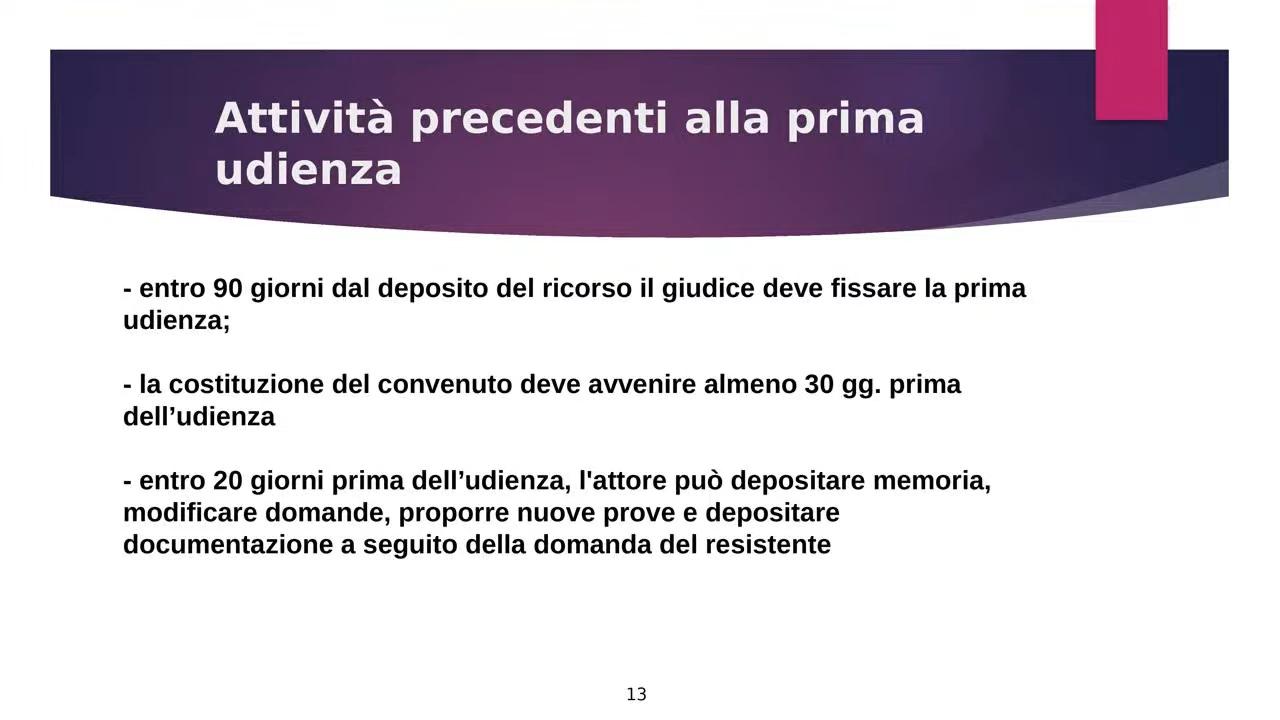 Attività precedenti alla prima
udienza
- entro 90 giorni dal deposito del ricorso il giudice deve fissare la prima
udienza;
- la costituzione del convenuto deve avvenire almeno 30 gg. prima
dell’udienza
- entro 20 giorni prima dell’udienza, l'attore può depositare memoria,
modificare domande, proporre nuove prove e depositare
documentazione a seguito della domanda del resistente
13